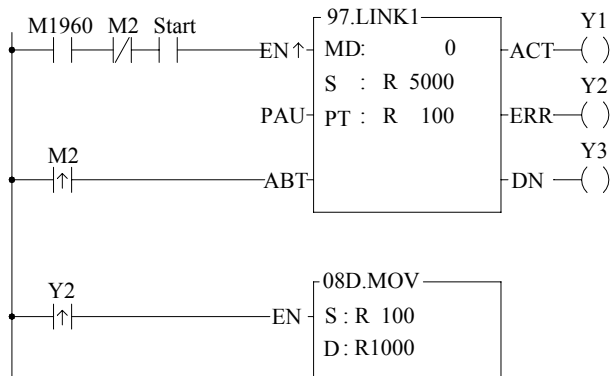 M1960 M2 Start
97.LINK1
Y1
EN↑ MD: 0 ACT
S : R 5000
Y2
PAU PT : R 100 ERR
M2
Y3
ABT DN
Y2
08D.MOV
EN S : R 100
D : R1000